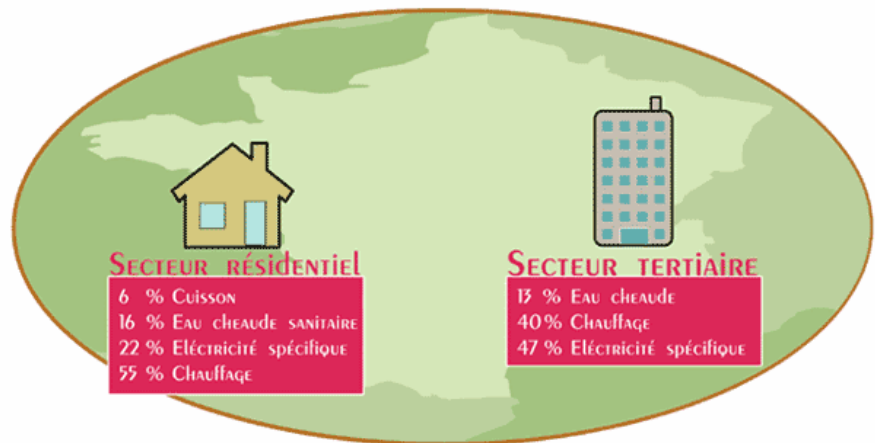 Secteur résidentiel
6 % Cuisson
16 % Eau cheaude sanitaire
22 % Eléctricité spécifique
55 % Chauffage
Secteur tertiaire
13 % Eau cheaude
40 % Chauffage
47 % Eléctricité spécifique